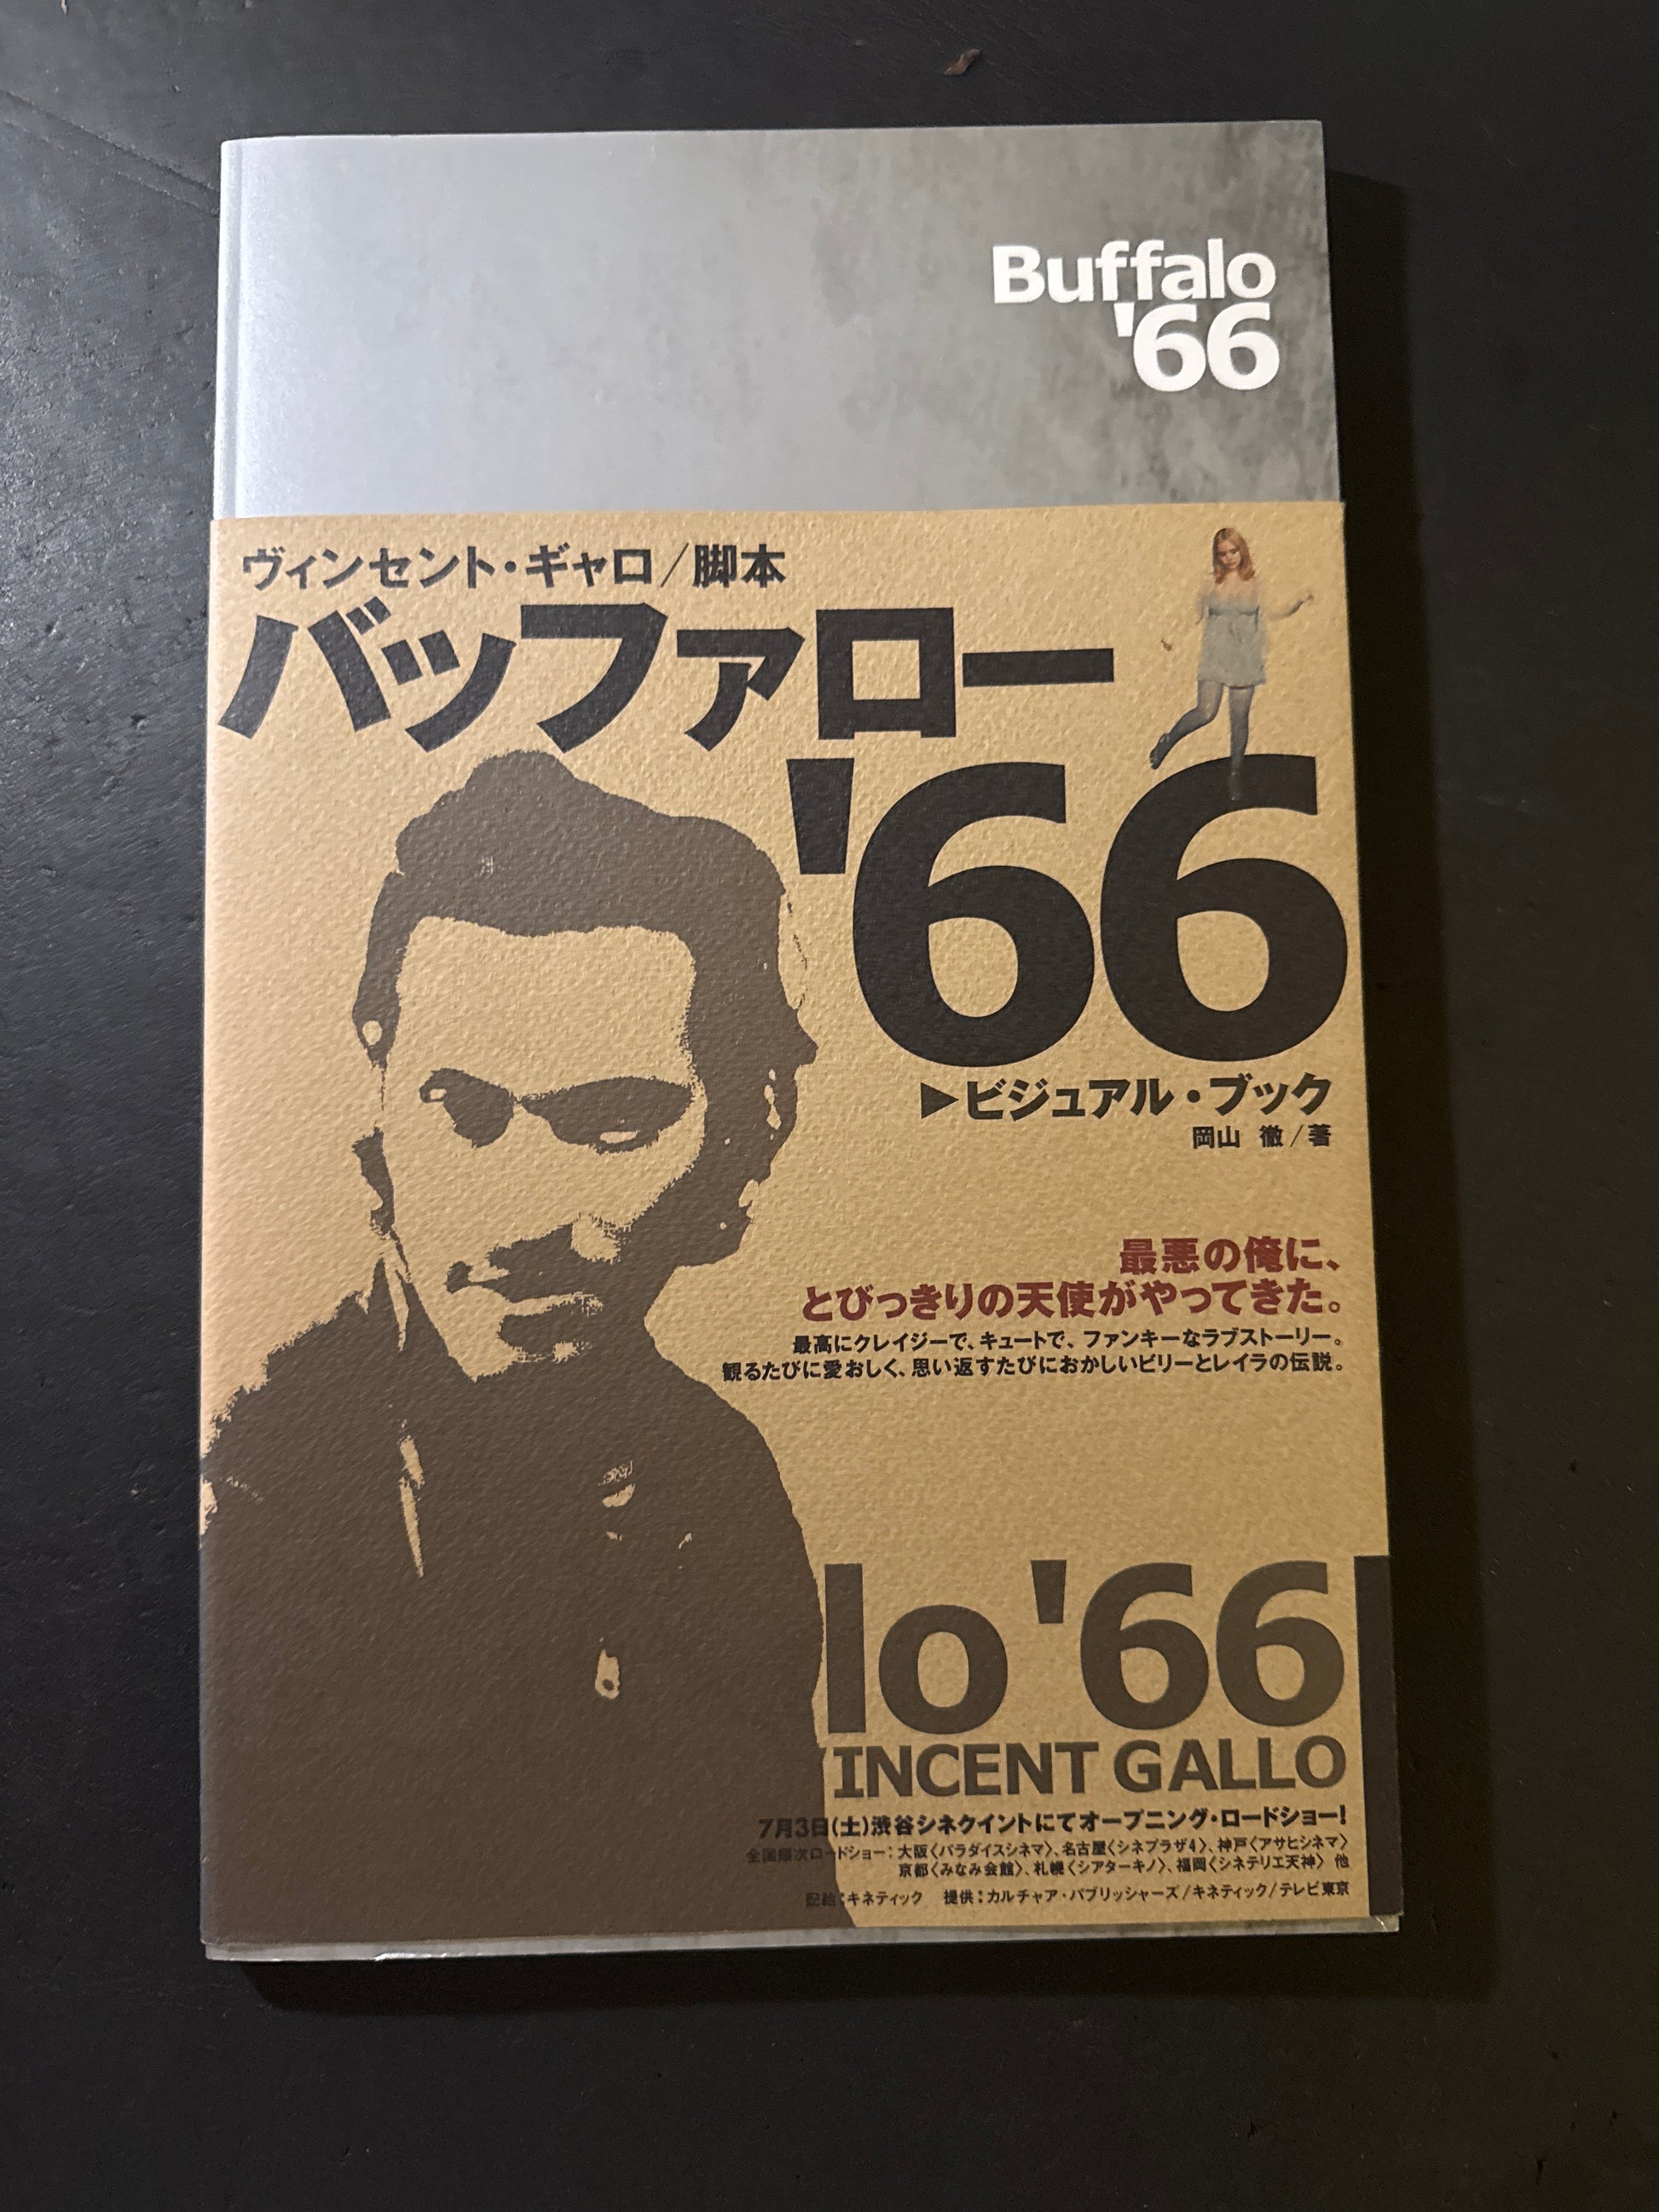 Buffalo
'66
ヴィンセント・ギャロ/脚本
バッファロー
'66
▶ビジュアル・ブック
岡山 徹/著
最悪の俺に、
とびっきりの天使がやってきた。
最高にクレイジーで、キュートで、ファンキーなラブストーリー。
観るたびに愛おしく、思い返すたびにおかしいビリーとレイラの伝説。
lo '66
VINCENT GALLO
7月3日(土)渋谷シネクイントにてオープニング・ロードショー!
全国順次ロードショー:大阪〈パラダイスシネマ〉、名古屋〈シネプラザ4〉、神戸〈アサヒシネマ〉
京都〈みなみ会館〉、札幌〈シアターキノ〉、福岡〈シネテリエ天神〉 他
配給:キネティック 提供:カルチャア・パブリッシャーズ/キネティック/テレビ東京